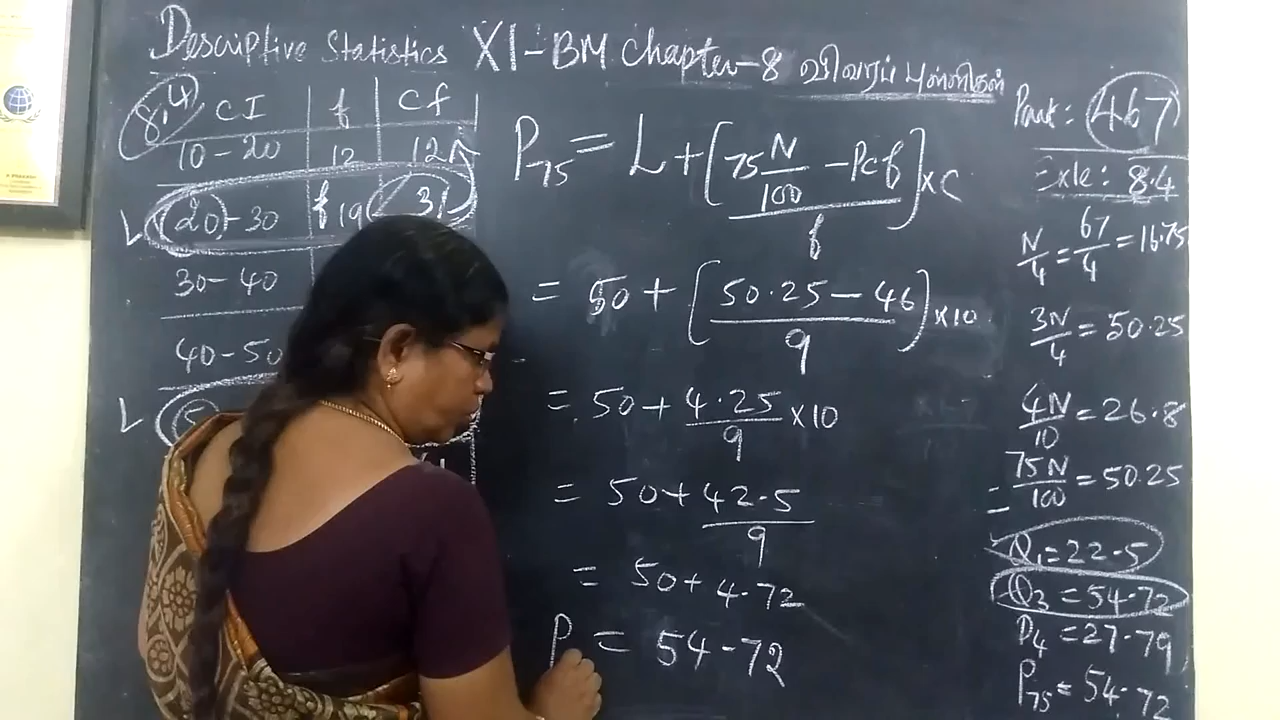 Descriptive Statistics XI-BM Chapter-8 விவரப் புள்ளியியல்
8.4 CI f Cf
10-20 12 12
L 20-30 f 19 31
30-40
40-50
L
P75 = L + [75N/100 - Pcf / f] x C
= 50 + (50.25 - 46 / 9) x 10
= 50 + 4.25/9 x 10
= 50 + 42.5/9
= 50 + 4.72
P = 54.72
467
Exle: 8.4
N/4 = 67/4 = 16.75
3N/4 = 50.25
4N/10 = 26.8
= 75N/100 = 50.25
Q1 = 22.5
Q3 = 54.72
P4 = 27.79
P75 = 54.72